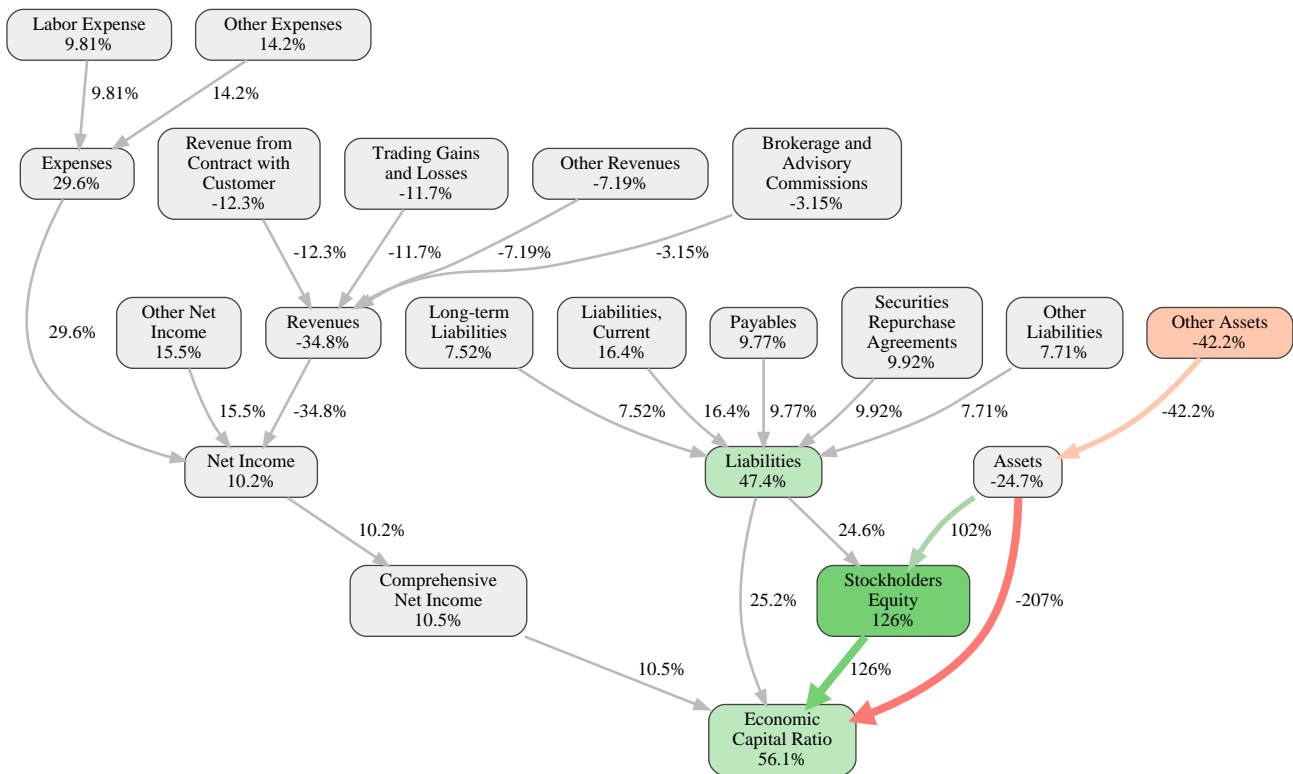 Labor Expense
9.81%
Other Expenses
14.2%
9.81%
14.2%
Expenses
29.6%
Revenue from
Contract with
Customer
-12.3%
Trading Gains
and Losses
-11.7%
Other Revenues
-7.19%
Brokerage and
Advisory
Commissions
-3.15%
-12.3%
-11.7%
-7.19%
-3.15%
29.6%
Other Net
Income
15.5%
Revenues
-34.8%
Long-term
Liabilities
7.52%
Liabilities,
Current
16.4%
Payables
9.77%
Securities
Repurchase
Agreements
9.92%
Other
Liabilities
7.71%
Other Assets
-42.2%
15.5%
-34.8%
7.52%
16.4%
9.77%
9.92%
7.71%
-42.2%
Net Income
10.2%
Liabilities
47.4%
Assets
-24.7%
10.2%
24.6%
102%
Comprehensive
Net Income
10.5%
25.2%
Stockholders
Equity
126%
-207%
10.5%
126%
Economic
Capital Ratio
56.1%